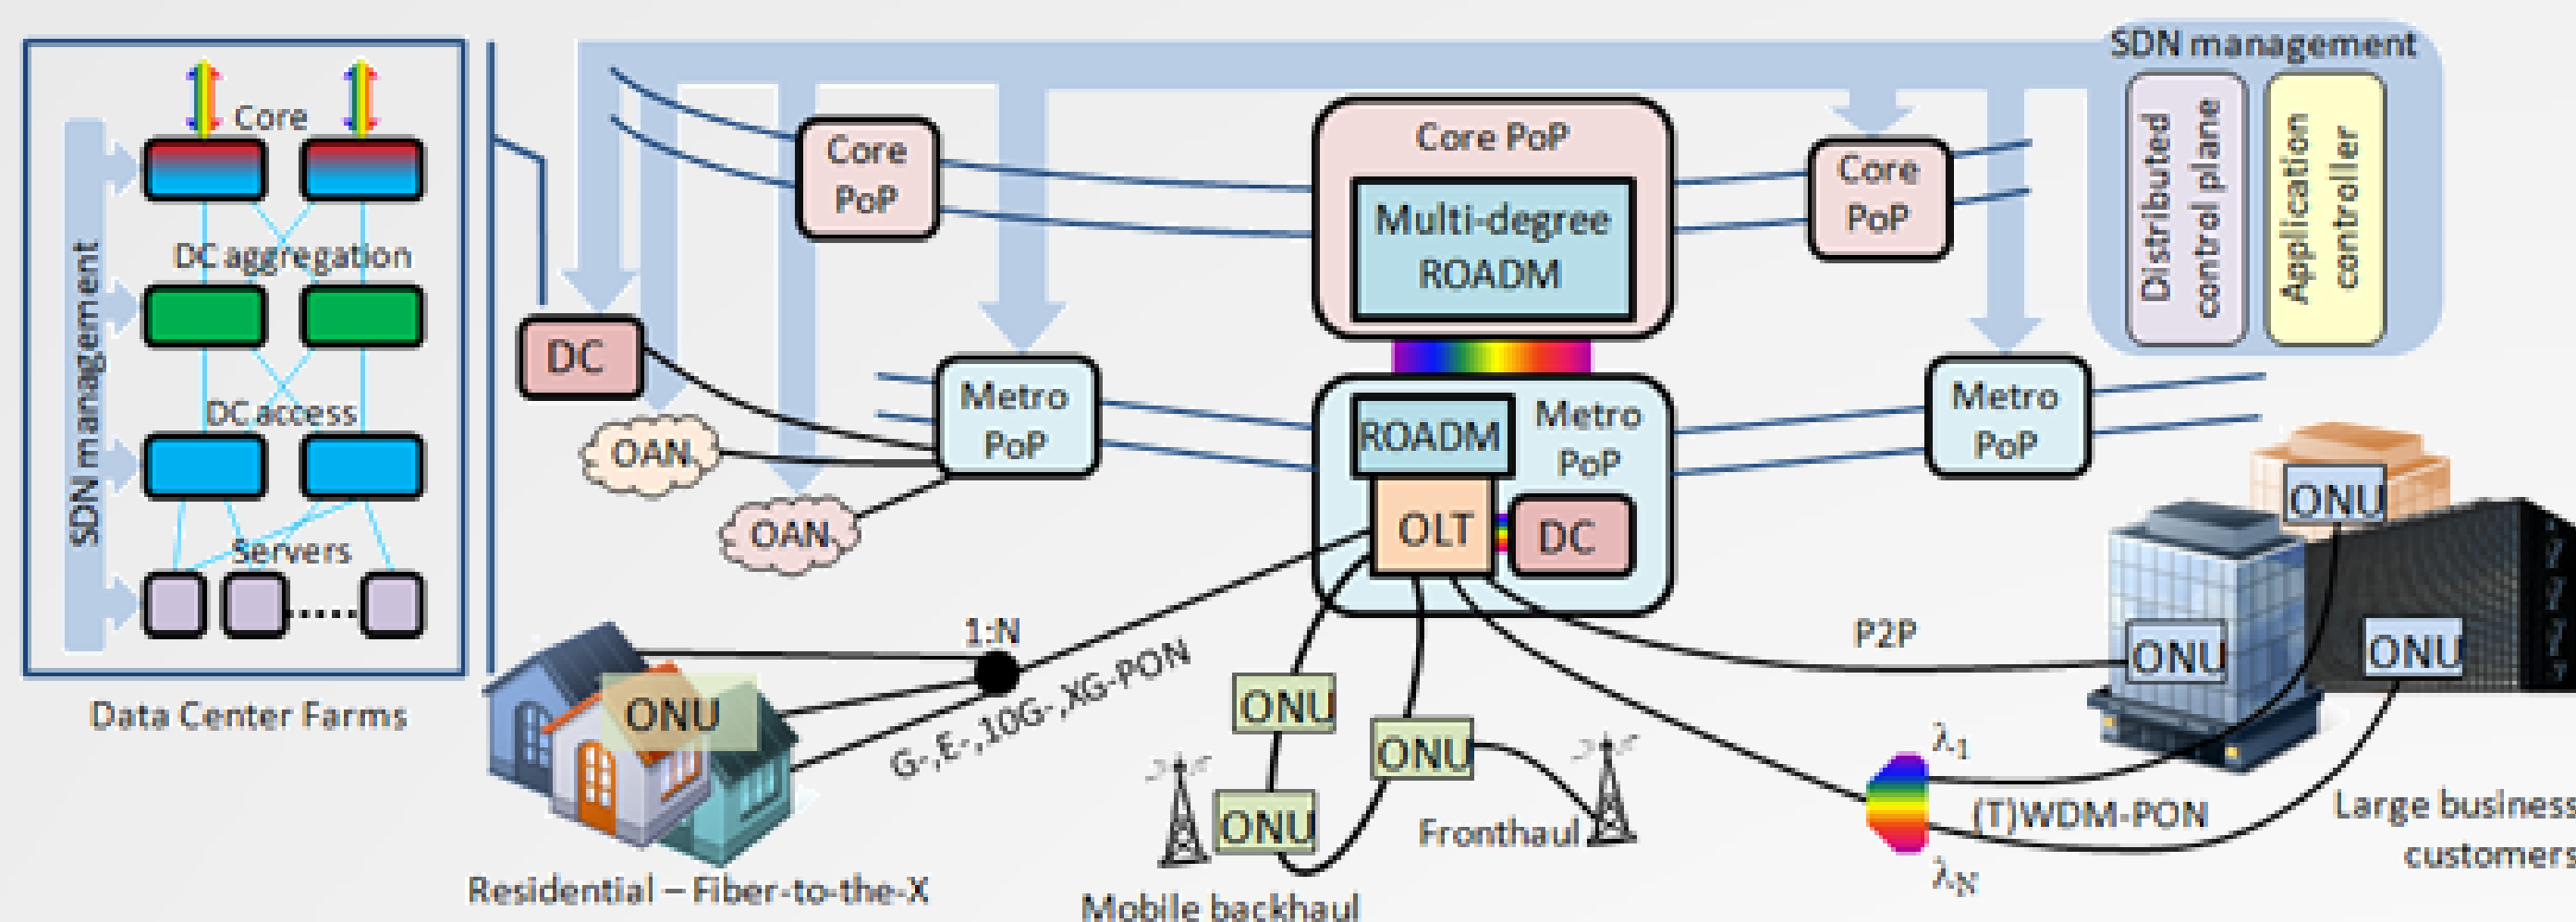 SDN management
Distributed
control plane
Application
controller
Core
DC aggregation
DC access
Servers
SDN management
Data Center Farms
Core
PoP
Core PoP
Multi-degree
ROADM
Core
PoP
DC
OAN
OAN
Metro
PoP
ROADM
Metro
PoP
OLT
DC
Metro
PoP
1:N
G-,E-,10G-,XG-PON
ONU
Residential – Fiber-to-the-X
ONU
ONU
ONU
Fronthaul
Mobile backhaul
P2P
ONU
ONU
ONU
λ1
(T)WDM-PON
λN
Large business
customers